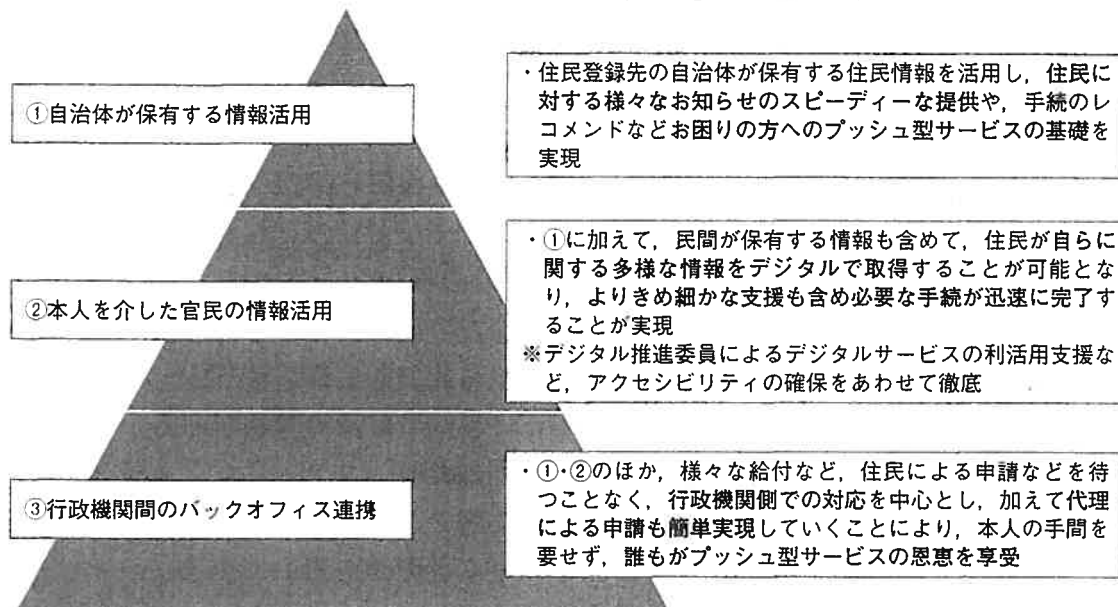 ①自治体が保有する情報活用
・住民登録先の自治体が保有する住民情報を活用し,住民に
対する様々なお知らせのスピーディーな提供や,手続のレ
コメンドなどお困りの方へのプッシュ型サービスの基礎を
実現
②本人を介した官民の情報活用
・①に加えて,民間が保有する情報も含めて,住民が自らに
関する多様な情報をデジタルで取得することが可能とな
り,よりきめ細かな支援も含め必要な手続が迅速に完了す
ることが実現
※デジタル推進委員によるデジタルサービスの利活用支援な
ど,アクセシビリティの確保をあわせて徹底
③行政機関間のバックオフィス連携
・①・②のほか,様々な給付など,住民による申請などを待
つことなく,行政機関側での対応を中心とし,加えて代理
による申請も簡単実現していくことにより,本人の手間を
要せず,誰もがプッシュ型サービスの恩恵を享受